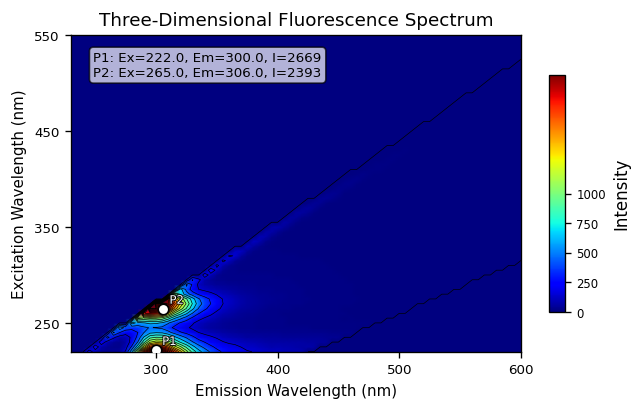 Three-Dimensional Fluorescence Spectrum
P1: Ex=222.0, Em=300.0, I=2669
P2: Ex=265.0, Em=306.0, I=2393
550
450
350
250
Excitation Wavelength (nm)
P2
P1
300
400
500
600
Emission Wavelength (nm)
1000
750
500
250
0
Intensity